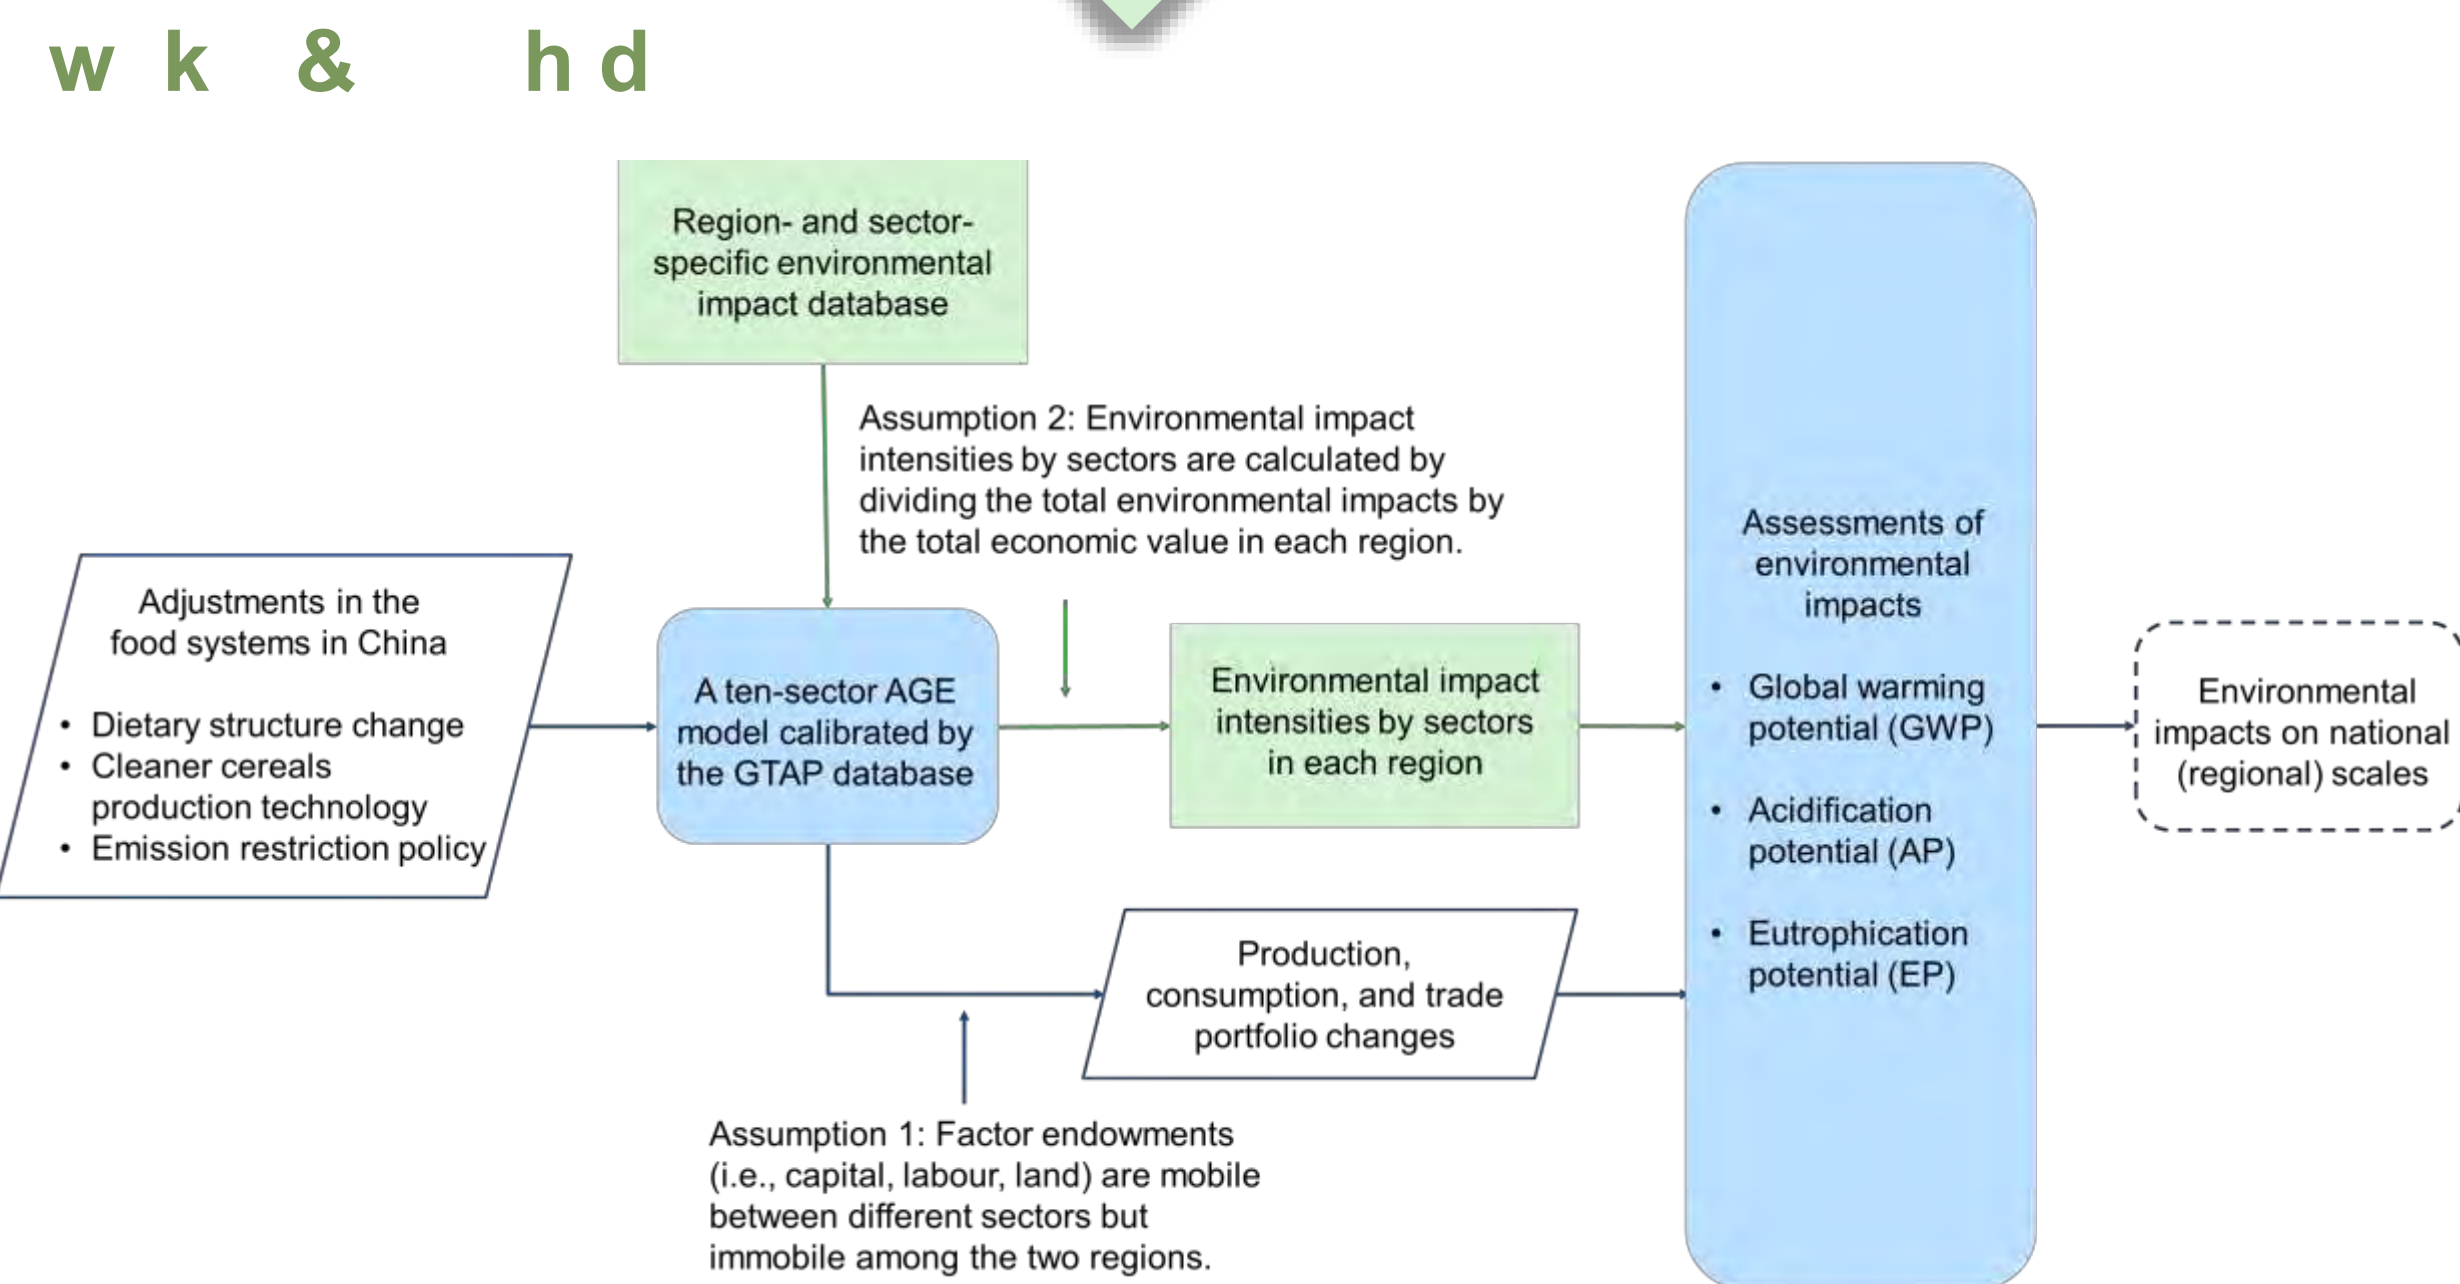 w k & h d
Region- and sector-
specific environmental
impact database
Assumption 2: Environmental impact
intensities by sectors are calculated by
dividing the total environmental impacts by
the total economic value in each region.
Adjustments in the
food systems in China
• Dietary structure change
• Cleaner cereals
production technology
• Emission restriction policy
A ten-sector AGE
model calibrated by
the GTAP database
Environmental impact
intensities by sectors
in each region
Production,
consumption, and trade
portfolio changes
Assumption 1: Factor endowments
(i.e., capital, labour, land) are mobile
between different sectors but
immobile among the two regions.
Assessments of
environmental
impacts
• Global warming
potential (GWP)
• Acidification
potential (AP)
• Eutrophication
potential (EP)
Environmental
impacts on national
(regional) scales